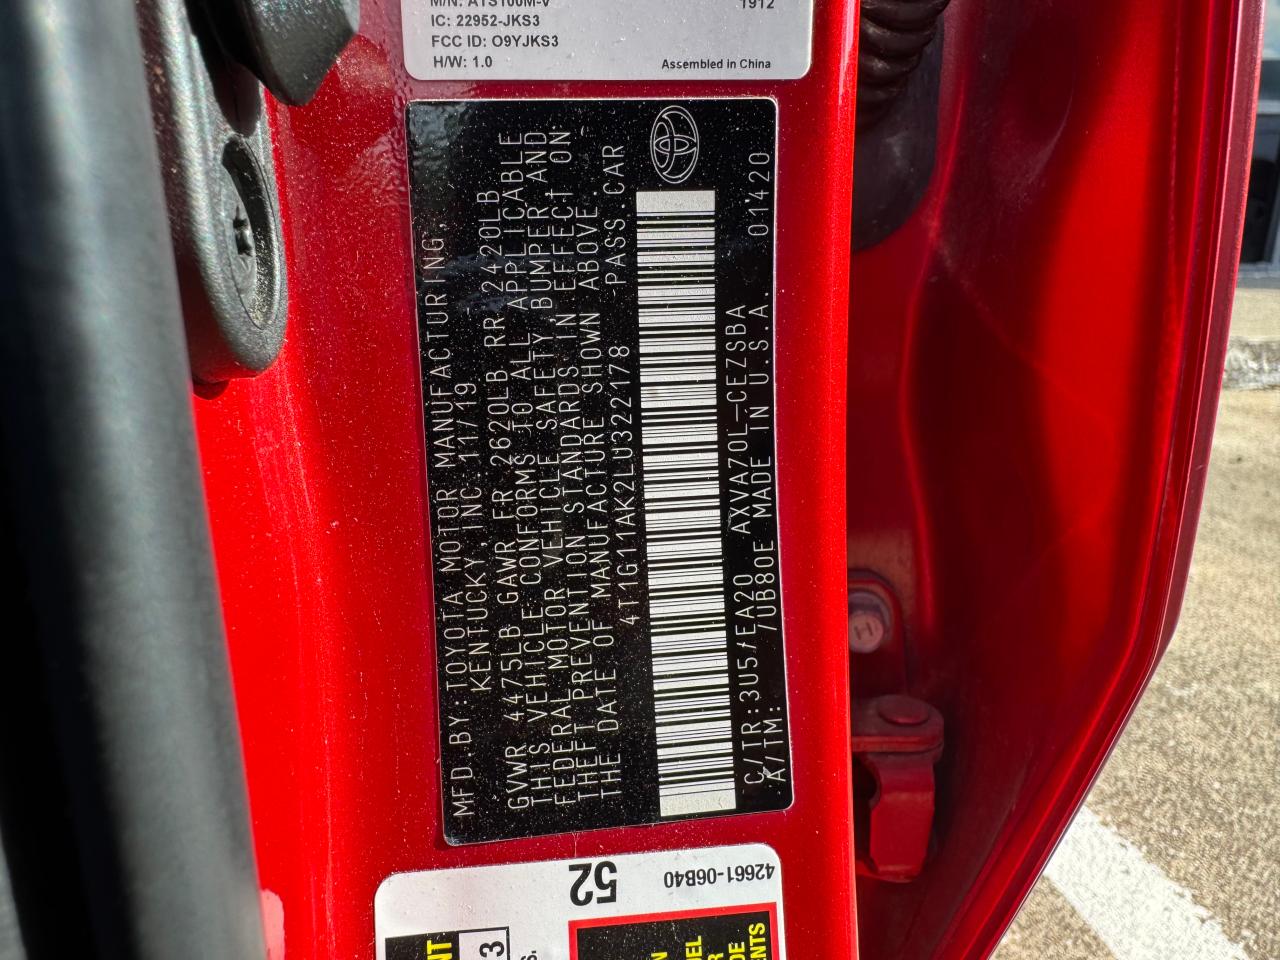 M/N: ATS100M-V
1912
IC: 22952-JKS3
FCC ID: O9YJKS3
H/W: 1.0
Assembled in China
MFD.BY:TOYOTA MOTOR MANUFACTURING,
KENTUCKY,INC 11/19
GVWR 4475LB GAWR FR 2620LB RR 2420LB
THIS VEHICLE CONFORMS TO ALL APPLICABLE
FEDERAL MOTOR VEHICLE SAFETY, BUMPER, AND
THEFT PREVENTION STANDARDS IN EFFECT ON
THE DATE OF MANUFACTURE SHOWN ABOVE.
4T1G11AK2LU322178 PASS.CAR
C/TR:3U5/EA20 AXVA70L-CEZSBA 01420
A/TM: /UB80E MADE IN U.S.A.
52
42661-06B40
3